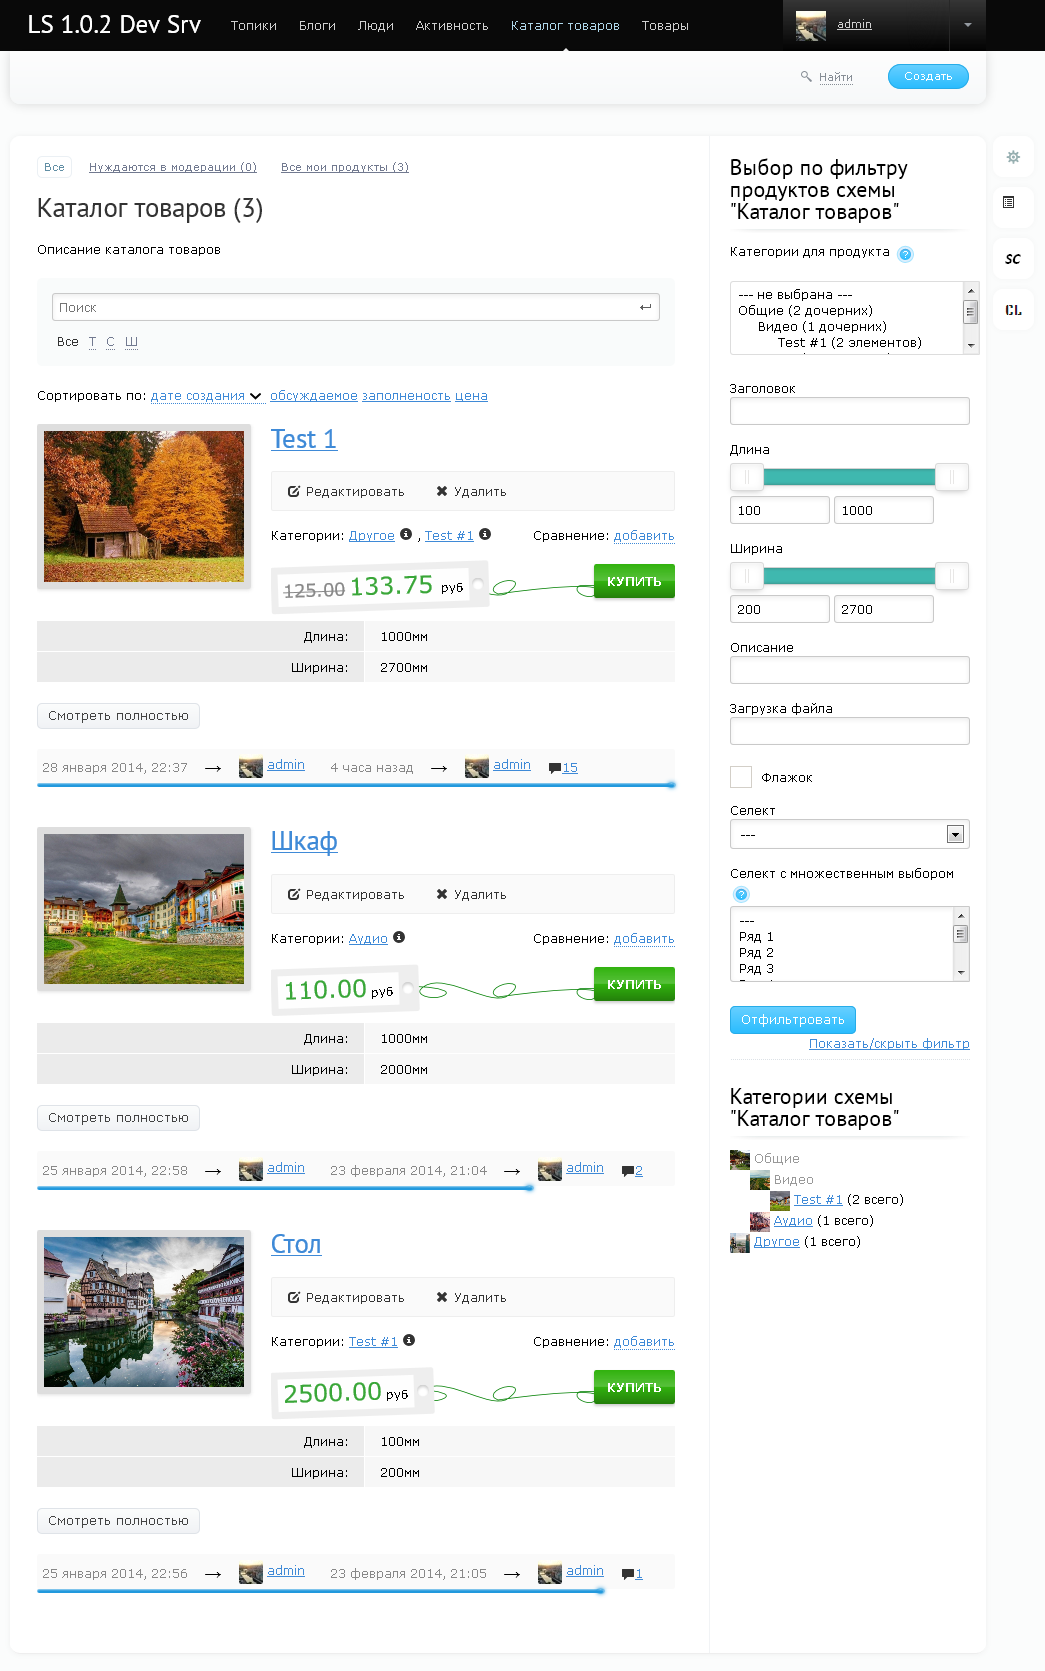 LS 1.0.2 Dev Srv Топики Блоги Люди Активность Каталог товаров Товары admin
Найти Создать
Все Нуждаются в модерации (0) Все мои продукты (3)
Каталог товаров (3)
Описание каталога товаров
Поиск
Все Т С Ш
Сортировать по: дате создания обсуждаемое заполненость цена
Test 1
Редактировать Удалить
Категории: Другое , Test #1 Сравнение: добавить
125.00 133.75 руб КУПИТЬ
Длина: 1000мм
Ширина: 2700мм
Смотреть полностью
28 января 2014, 22:37 → admin 4 часа назад → admin 15
Шкаф
Редактировать Удалить
Категории: Аудио Сравнение: добавить
110.00 руб КУПИТЬ
Длина: 1000мм
Ширина: 2000мм
Смотреть полностью
25 января 2014, 22:58 → admin 23 февраля 2014, 21:04 → admin 2
Стол
Редактировать Удалить
Категории: Test #1 Сравнение: добавить
2500.00 руб КУПИТЬ
Длина: 100мм
Ширина: 200мм
Смотреть полностью
25 января 2014, 22:56 → admin 23 февраля 2014, 21:05 → admin 1
Выбор по фильтру
продуктов схемы
"Каталог товаров"
Категории для продукта ?
--- не выбрана ---
Общие (2 дочерних)
Видео (1 дочерних)
Test #1 (2 элементов)
Заголовок
Длина
100 1000
Ширина
200 2700
Описание
Загрузка файла
Флажок
Селект
---
Селект с множественным выбором
?
---
Ряд 1
Ряд 2
Ряд 3
Отфильтровать
Показать/скрыть фильтр
Категории схемы
"Каталог товаров"
Общие
Видео
Test #1 (2 всего)
Аудио (1 всего)
Другое (1 всего)
SC
CL